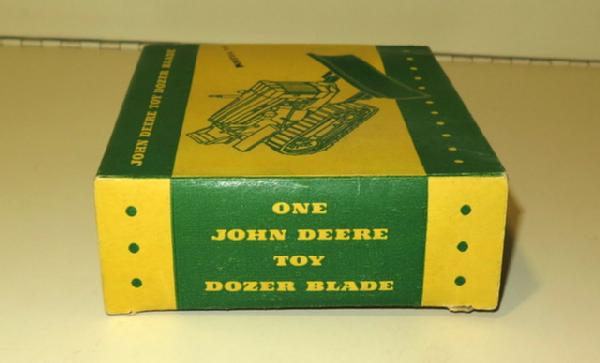 JOHN DEERE TOY DOZER BLADE
ONE
JOHN DEERE
TOY
DOZER BLADE